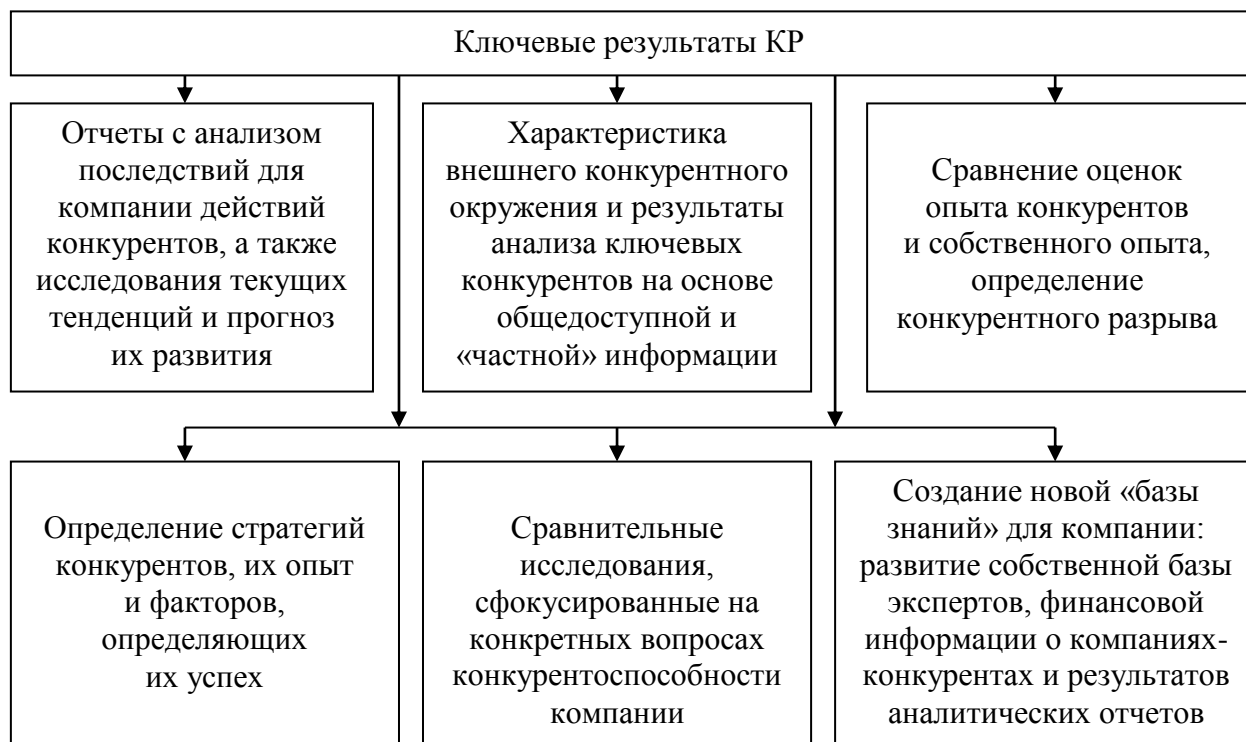 Ключевые результаты КР
Отчеты с анализом
последствий для
компании действий
конкурентов, а также
исследования текущих
тенденций и прогноз
их развития
Характеристика
внешнего конкурентного
окружения и результаты
анализа ключевых
конкурентов на основе
общедоступной и
«частной» информации
Сравнение оценок
опыта конкурентов
и собственного опыта,
определение
конкурентного разрыва
Определение стратегий
конкурентов, их опыт
и факторов,
определяющих
их успех
Сравнительные
исследования,
сфокусированные на
конкретных вопросах
конкурентоспособности
компании
Создание новой «базы
знаний» для компании:
развитие собственной базы
экспертов, финансовой
информации о компаниях-
конкурентах и результатов
аналитических отчетов